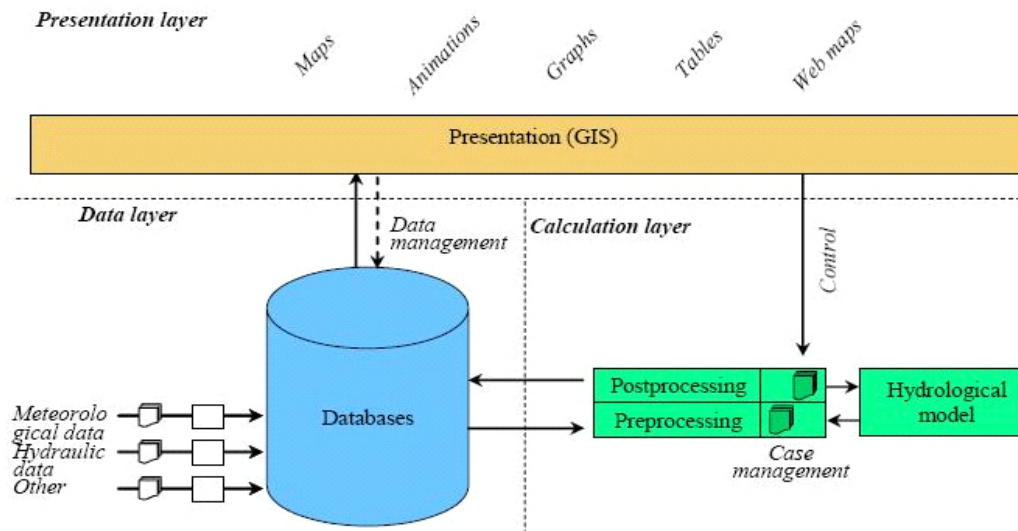 Presentation layer
Maps
Animations
Graphs
Tables
Web maps
Presentation (GIS)
Data layer
Data
management
Calculation layer
Control
Databases
Meteorolo
gical data
Hydraulic
data
Other
Postprocessing
Preprocessing
Hydrological
model
Case
management